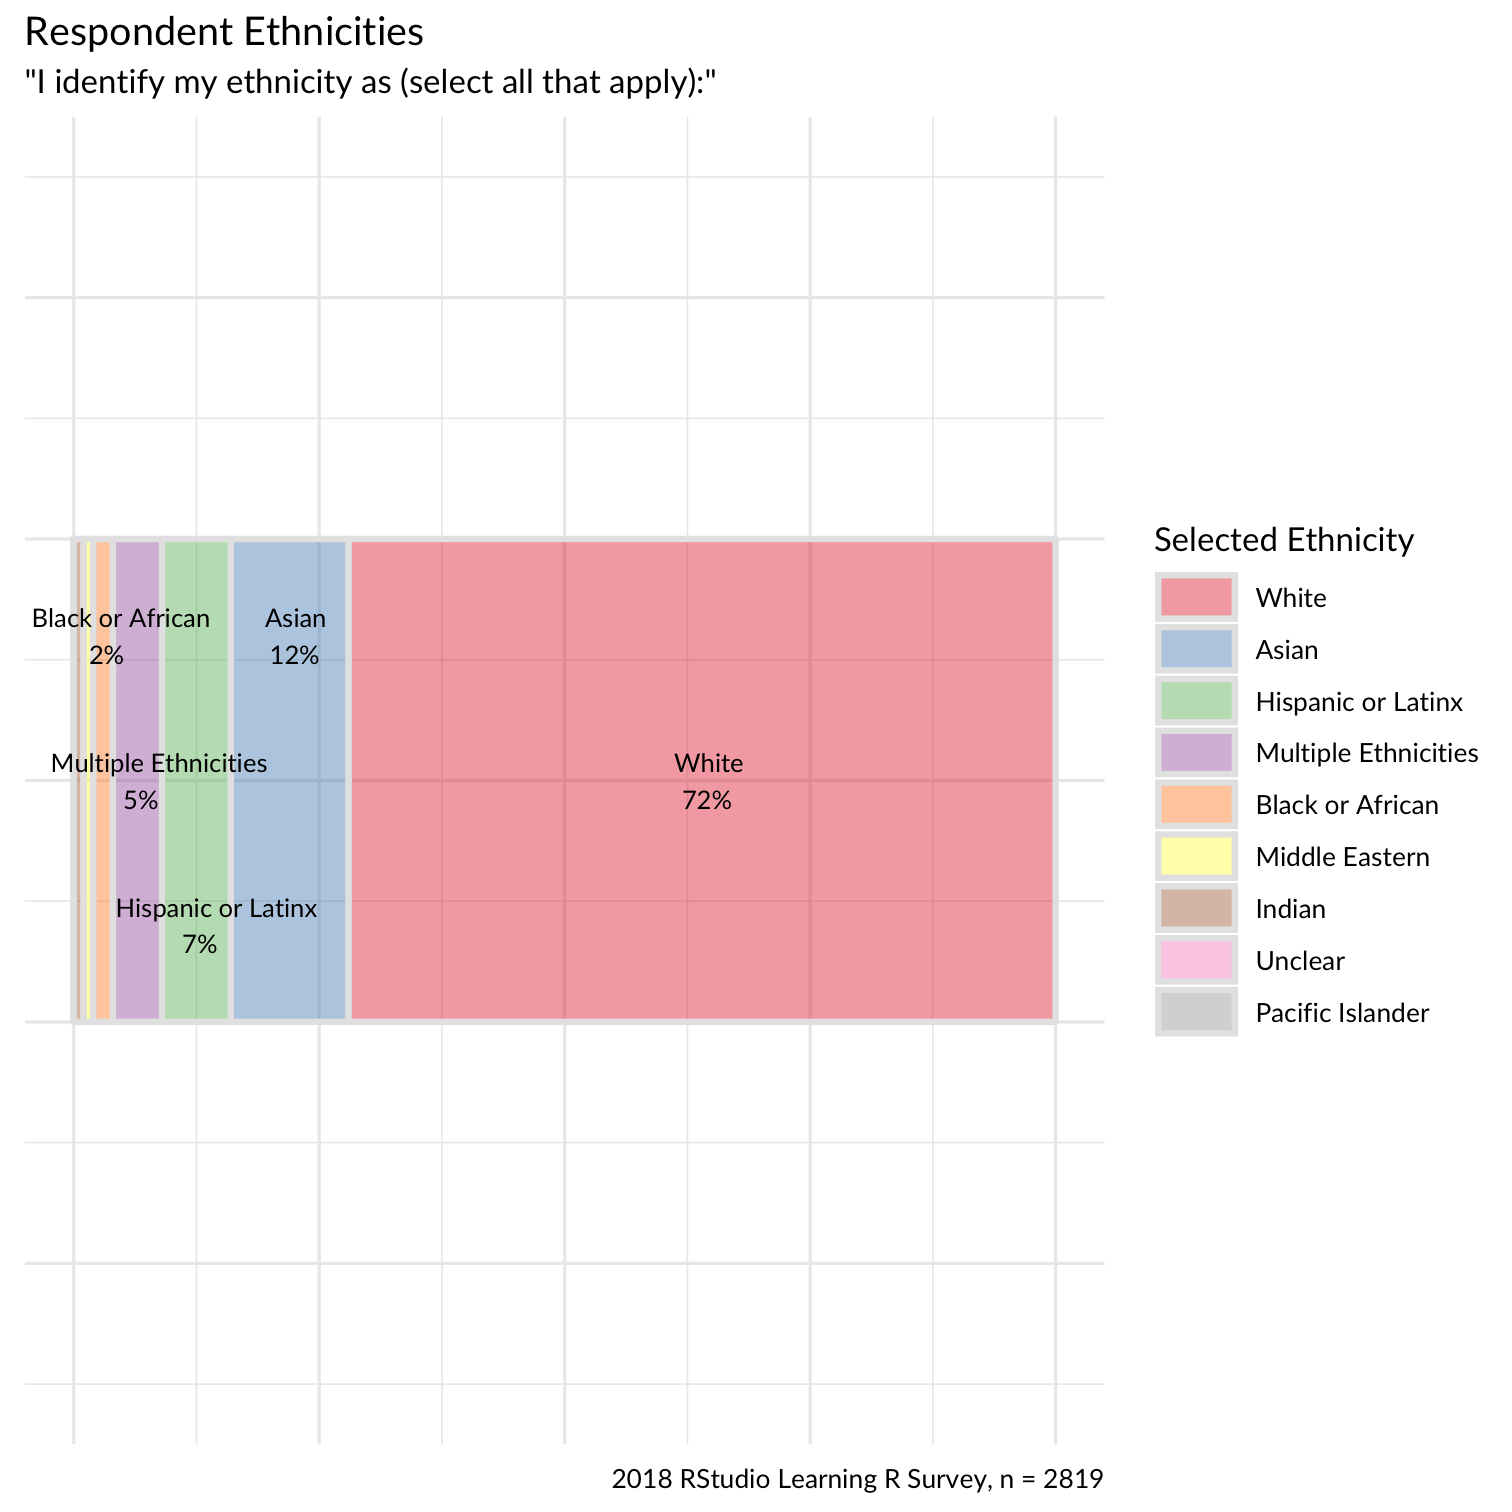 Respondent Ethnicities
"I identify my ethnicity as (select all that apply):"
Black or African
2%
Asian
12%
Multiple Ethnicities
5%
White
72%
Hispanic or Latinx
7%
Selected Ethnicity
White
Asian
Hispanic or Latinx
Multiple Ethnicities
Black or African
Middle Eastern
Indian
Unclear
Pacific Islander
2018 RStudio Learning R Survey, n = 2819